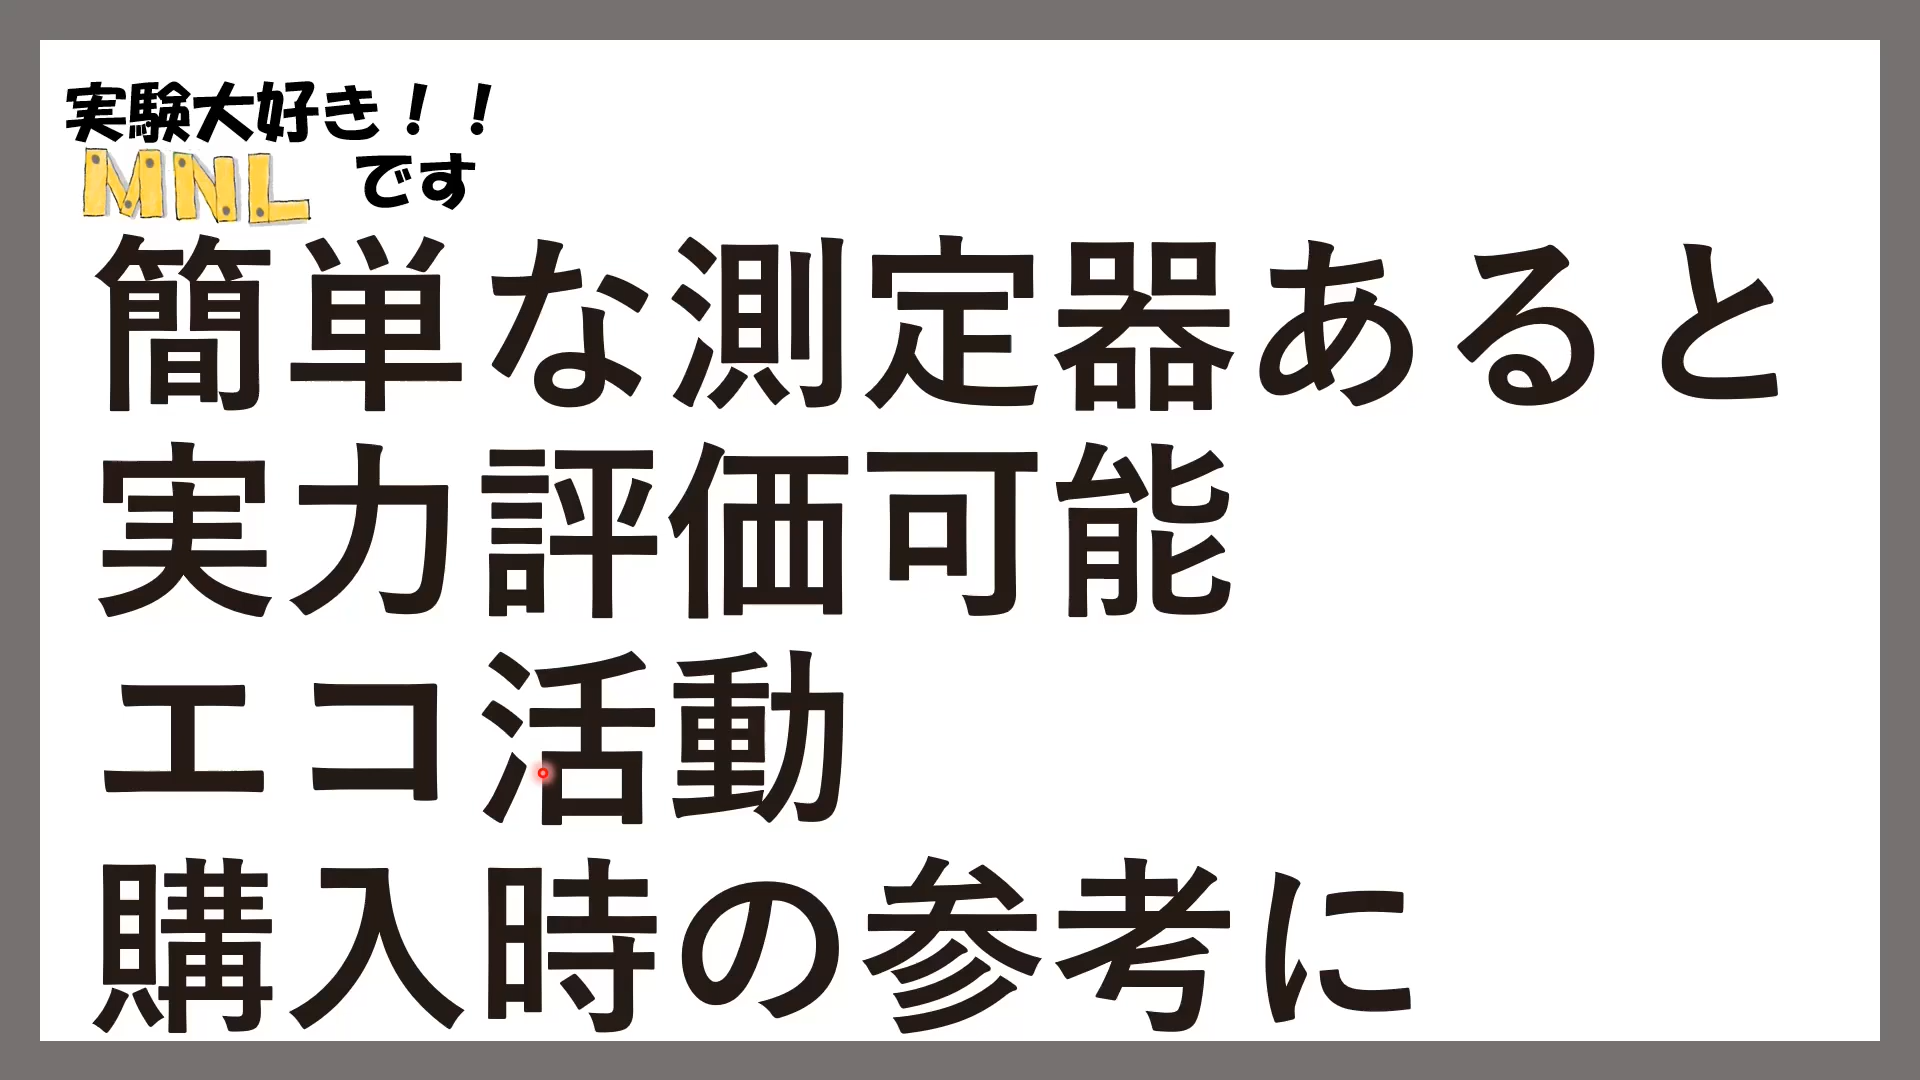 実験大好き！！
MNL です
簡単な測定器あると
実力評価可能
エコ活動
購入時の参考に